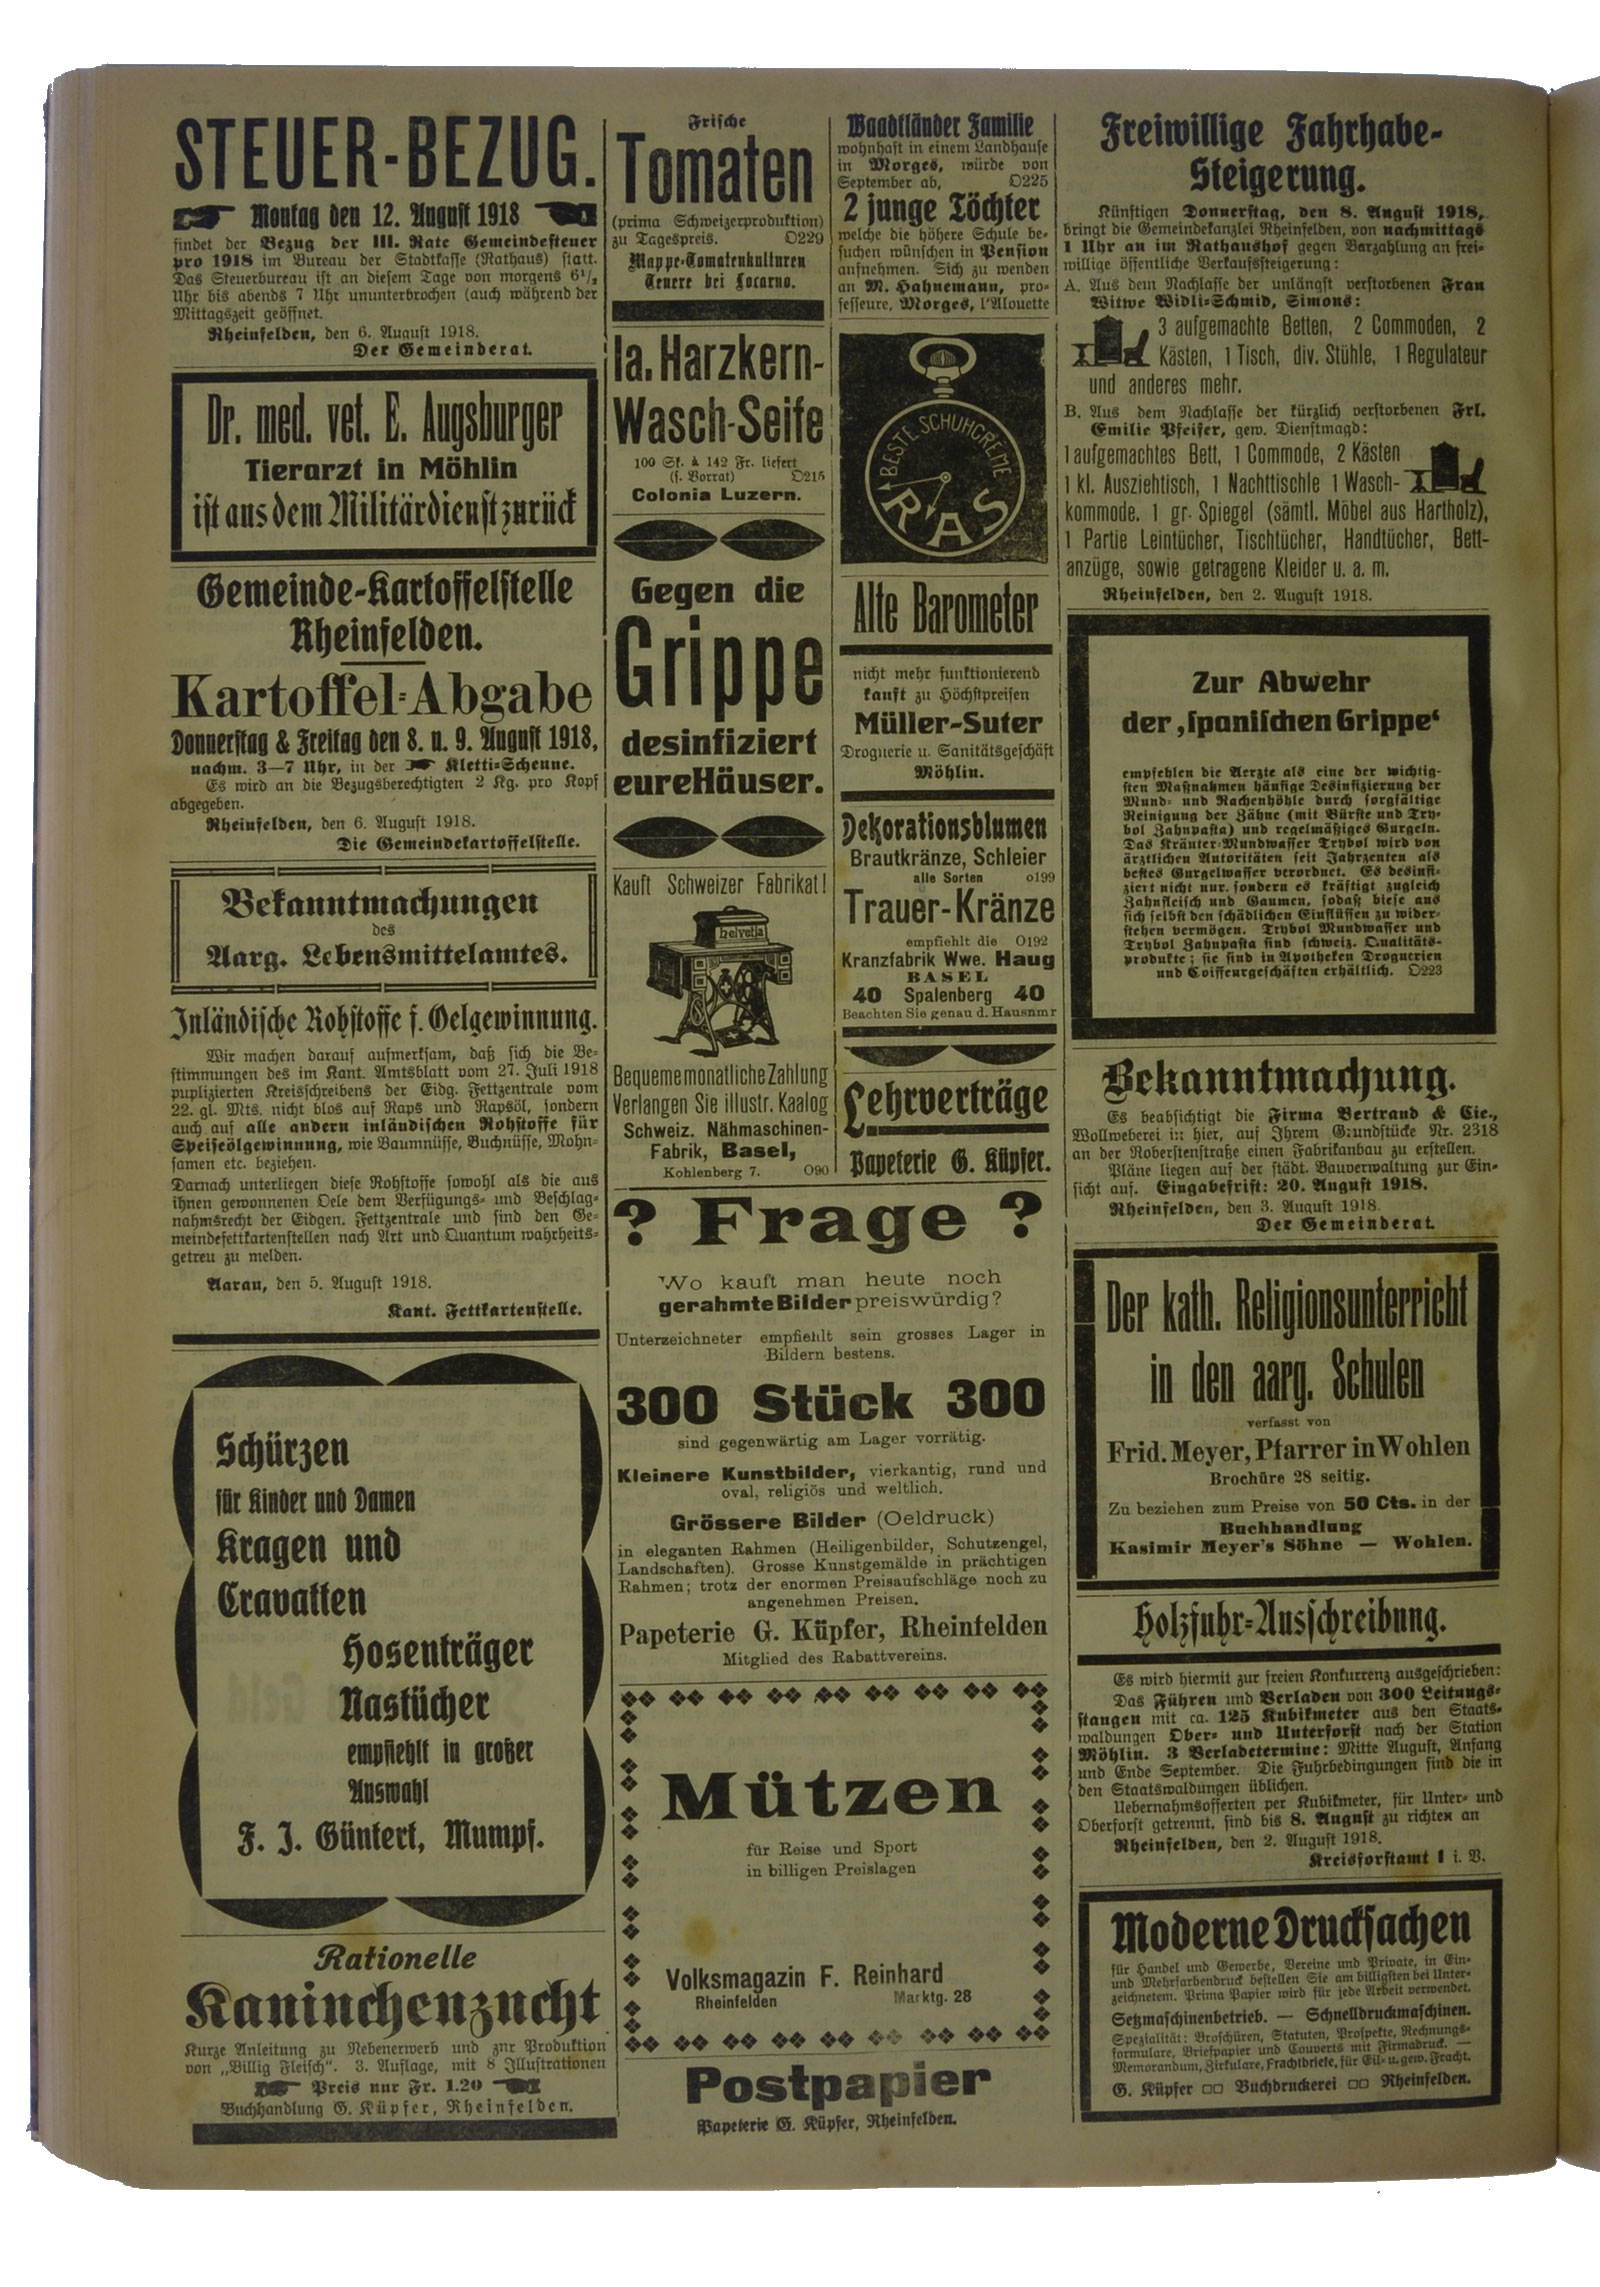 STEUER-BEZUG.
Montag den 12. August 1918
findet der Bezug der III. Rate Gemeindesteuer
pro 1918 im Bureau der Stadtkasse (Rathaus) statt.
Das Steuerbureau ist an diesem Tage von morgens 6½
Uhr bis abends 7 Uhr ununterbrochen (auch während der
Mittagszeit geöffnet.
Rheinfelden, den 6. August 1918.
Der Gemeinderat.
Dr. med. vet. E. Augsburger
Tierarzt in Möhlin
ist aus dem Militärdienst zurück
Gemeinde-Kartoffelstelle
Rheinfelden.
Kartoffel-Abgabe
Donnerstag & Freitag den 8. u. 9. August 1918,
nachm. 3—7 Uhr, in der Kletti-Scheune.
Es wird an die Bezugsberechtigten 2 Kg. pro Kopf
abgegeben.
Rheinfelden, den 6. August 1918.
Die Gemeindekartoffelstelle.
Bekanntmachungen
des
Aarg. Lebensmittelamtes.
Inländische Rohstoffe f. Oelgewinnung.
Wir machen darauf aufmerksam, daß sich die Be-
stimmungen des im Kant. Amtsblatt vom 27. Juli 1918
puplizierten Kreisschreibens der Eidg. Fettzentrale vom
22. gl. Mts. nicht blos auf Raps und Rapsöl, sondern
auch auf alle andern inländischen Rohstoffe für
Speiseölgewinnung, wie Baumnüsse, Buchnüsse, Mohn-
samen etc. beziehen.
Darnach unterliegen diese Rohstoffe sowohl als die aus
ihnen gewonnenen Oele dem Verfügungs- und Beschlag-
nahmsrecht der Eidgen. Fettzentrale und sind den Ge-
meindefettkartenstellen nach Art und Quantum wahrheits-
getreu zu melden.
Aarau, den 5. August 1918.
Kant. Fettkartenstelle.
Schürzen
für Kinder und Damen
Kragen und
Cravatten
Hosenträger
Nastücher
empfiehlt in großer
Auswahl
F. J. Güntert, Mumpf.
Rationelle
Kaninchenzucht
Kurze Anleitung zu Nebenerwerb und znr Produktion
von „Billig Fleisch". 3. Auflage, mit 8 Illustrationen
Preis nur Fr. 1.20
Buchhandlung G. Küpfer, Rheinfelden.
Frische
Tomaten
(prima Schweizerproduktion)
zu Tagespreis. O229
Mappe-Tomatenkulturen
Tenere bei Locarno.
Ia. Harzkern-
Wasch-Seife
100 St. à 142 Fr. liefert
(s. Vorrat) O215
Colonia Luzern.
Gegen die
Grippe
desinfiziert
eure Häuser.
Kauft Schweizer Fabrikat!
helvetia
Bequeme monatliche Zahlung
Verlangen Sie illustr. Kaalog
Schweiz. Nähmaschinen-
Fabrik, Basel,
Kohlenberg 7. O90
Waadtländer Familie
wohnhaft in einem Landhause
in Morges, würde von
September ab, O225
2 junge Töchter
welche die höhere Schule be-
suchen wünschen in Pension
aufnehmen. Sich zu wenden
an M. Hahnemann, pro-
fesseure, Morges, l'Alouette
BESTE SCHUHCREME
RAS
Alte Barometer
nicht mehr funktionierend
kauft zu Höchstpreisen
Müller-Suter
Droguerie u. Sanitätsgeschäft
Möhlin.
Dekorationsblumen
Brautkränze, Schleier
alle Sorten o199
Trauer-Kränze
empfiehlt die O192
Kranzfabrik Wwe. Haug
BASEL
40 Spalenberg 40
Beachten Sie genau d. Hausnmr
Lehrverträge
Papeterie G. Küpfer.
? Frage ?
Wo kauft man heute noch
gerahmte Bilder preiswürdig?
Unterzeichneter empfiehlt sein grosses Lager in
Bildern bestens.
300 Stück 300
sind gegenwärtig am Lager vorrätig.
Kleinere Kunstbilder, vierkantig, rund und
oval, religiös und weltlich.
Grössere Bilder (Oeldruck)
in eleganten Rahmen (Heiligenbilder, Schutzengel,
Landschaften). Grosse Kunstgemälde in prächtigen
Rahmen; trotz der enormen Preisaufschläge noch zu
angenehmen Preisen.
Papeterie G. Küpfer, Rheinfelden
Mitglied des Rabattvereins.
Mützen
für Reise und Sport
in billigen Preislagen
Volksmagazin F. Reinhard
Rheinfelden Marktg. 28
Postpapier
Papeterie G. Küpfer, Rheinfelden.
Freiwillige Fahrhabe-
Steigerung.
Künftigen Donnerstag, den 8. August 1918,
bringt die Gemeindekanzlei Rheinfelden, von nachmittags
1 Uhr an im Rathaushof gegen Barzahlung an frei-
willige öffentliche Verkaufssteigerung:
A. Aus dem Nachlasse der unlängst verstorbenen Frau
Witwe Widli-Schmid, Simons:
3 aufgemachte Betten, 2 Commoden, 2
Kästen, 1 Tisch, div. Stühle, 1 Regulateur
und anderes mehr.
B. Aus dem Nachlasse der kürzlich verstorbenen Frl.
Emilie Pfeifer, gew. Dienstmagd:
1 aufgemachtes Bett, 1 Commode, 2 Kästen
1 kl. Ausziehtisch, 1 Nachttischle 1 Wasch-
kommode. 1 gr. Spiegel (sämtl. Möbel aus Hartholz),
1 Partie Leintücher, Tischtücher, Handtücher, Bett-
anzüge, sowie getragene Kleider u. a. m.
Rheinfelden, den 2. August 1918.
Zur Abwehr
der ‚spanischen Grippe'
empfehlen die Aerzte als eine der wichtig-
sten Maßnahmen häufige Desinfizierung der
Mund- und Rachenhöhle durch sorgfältige
Reinigung der Zähne (mit Bürste und Try-
bol Zahnpasta) und regelmäßiges Gurgeln.
Das Kräuter-Mundwasser Trybol wird von
ärztlichen Autoritäten seit Jahrzenten als
bestes Gurgelwasser verordnet. Es desinfi-
ziert nicht nur, sondern es kräftigt zugleich
Zahnfleisch und Gaumen, sodaß diese aus
sich selbst den schädlichen Einflüssen zu wider-
stehen vermögen. Trybol Mundwasser und
Trybol Zahnpasta sind schweiz. Qualitäts-
produkte; sie sind in Apotheken Droguerien
und Coiffeurgeschäften erhältlich. O223
Bekanntmachung.
Es beabsichtigt die Firma Bertrand & Cie.,
Wollweberei in hier, auf Ihrem Grundstücke Nr. 2318
an der Roberstenstraße einen Fabrikanbau zu erstellen.
Pläne liegen auf der städt. Bauverwaltung zur Ein-
sicht auf. Eingabefrist: 20. August 1918.
Rheinfelden, den 3. August 1918.
Der Gemeinderat.
Der kath. Religionsunterricht
in den aarg. Schulen
verfasst von
Frid. Meyer, Pfarrer in Wohlen
Brochüre 28 seitig.
Zu beziehen zum Preise von 50 Cts. in der
Buchhandlung
Kasimir Meyer's Söhne — Wohlen.
Holzfuhr-Ausschreibung.
Es wird hiermit zur freien Konkurrenz ausgeschrieben:
Das Führen und Verladen von 300 Leitungs-
stangen mit ca. 125 Kubikmeter aus den Staats-
waldungen Ober- und Unterforst nach der Station
Möhlin. 3 Verladetermine: Mitte August, Anfang
und Ende September. Die Fuhrbedingungen sind die in
den Staatswaldungen üblichen.
Uebernahmsofferten per Kubikmeter, für Unter- und
Oberforst getrennt, sind bis 8. August zu richten an
Rheinfelden, den 2. August 1918.
Kreisforstamt I i. V.
Moderne Drucksachen
für Handel und Gewerbe, Vereine und Private, in Ein-
und Mehrfarbendruck bestellen Sie am billigsten bei Unter-
zeichnetem. Prima Papier wird für jede Arbeit verwendet.
Setzmaschinenbetrieb. — Schnelldruckmaschinen.
Spezialität: Broschüren, Statuten, Prospekte, Rechnungs-
formulare, Briefpapier und Couverts mit Firmadruck. —
Memorandum, Zirkulare, Frachtbriefe, für Eil- u. gew. Fracht.
G. Küpfer □□ Buchdruckerei □□ Rheinfelden.